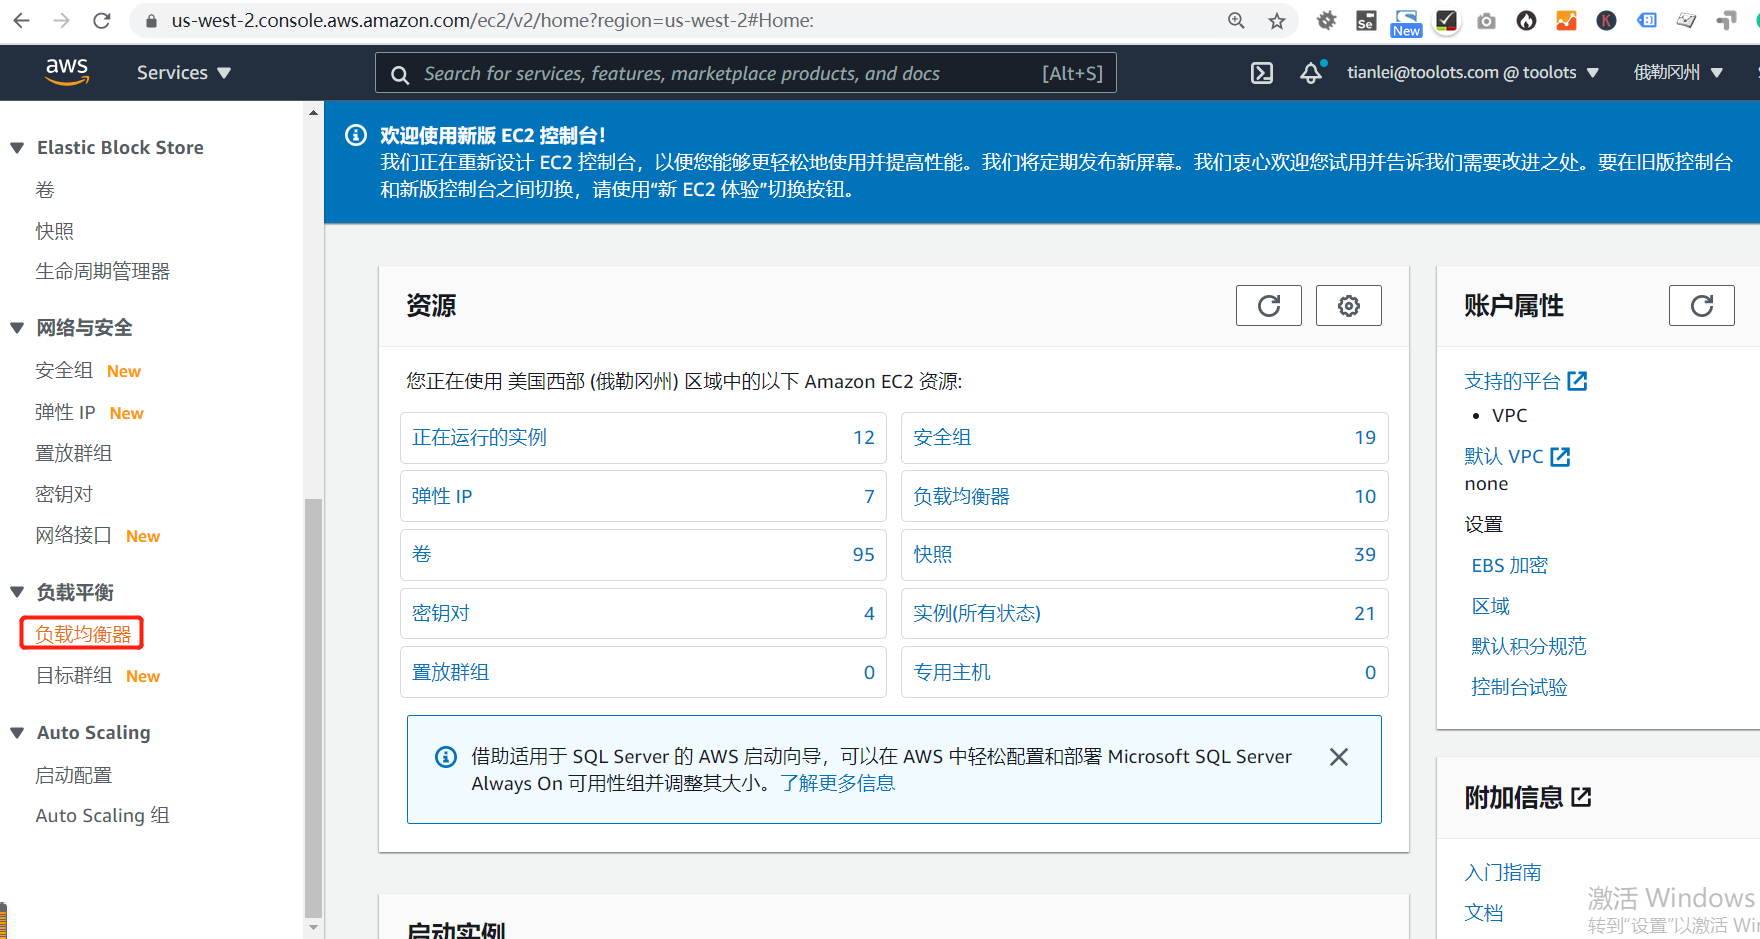 us-west-2.console.aws.amazon.com/ec2/v2/home?region=us-west-2#Home:
Se
New
K
aws
Services
Search for services, features, marketplace products, and docs
[Alt+S]
tianlei@toolots.com @ toolots
俄勒冈州
Elastic Block Store
卷
快照
生命周期管理器
网络与安全
安全组 New
弹性 IP New
置放群组
密钥对
网络接口 New
负载平衡
负载均衡器
目标群组 New
Auto Scaling
启动配置
Auto Scaling 组
欢迎使用新版 EC2 控制台！
我们正在重新设计 EC2 控制台，以便您能够更轻松地使用并提高性能。我们将定期发布新屏幕。我们衷心欢迎您试用并告诉我们需要改进之处。要在旧版控制台
和新版控制台之间切换，请使用“新 EC2 体验”切换按钮。
资源
您正在使用 美国西部 (俄勒冈州) 区域中的以下 Amazon EC2 资源:
正在运行的实例 12
安全组 19
弹性 IP 7
负载均衡器 10
卷 95
快照 39
密钥对 4
实例(所有状态) 21
置放群组 0
专用主机 0
借助适用于 SQL Server 的 AWS 启动向导，可以在 AWS 中轻松配置和部署 Microsoft SQL Server
Always On 可用性组并调整其大小。了解更多信息
启动实例
账户属性
支持的平台
• VPC
默认 VPC
none
设置
EBS 加密
区域
默认积分规范
控制台试验
附加信息
入门指南
文档
激活 Windows
转到“设置”以激活 Wi